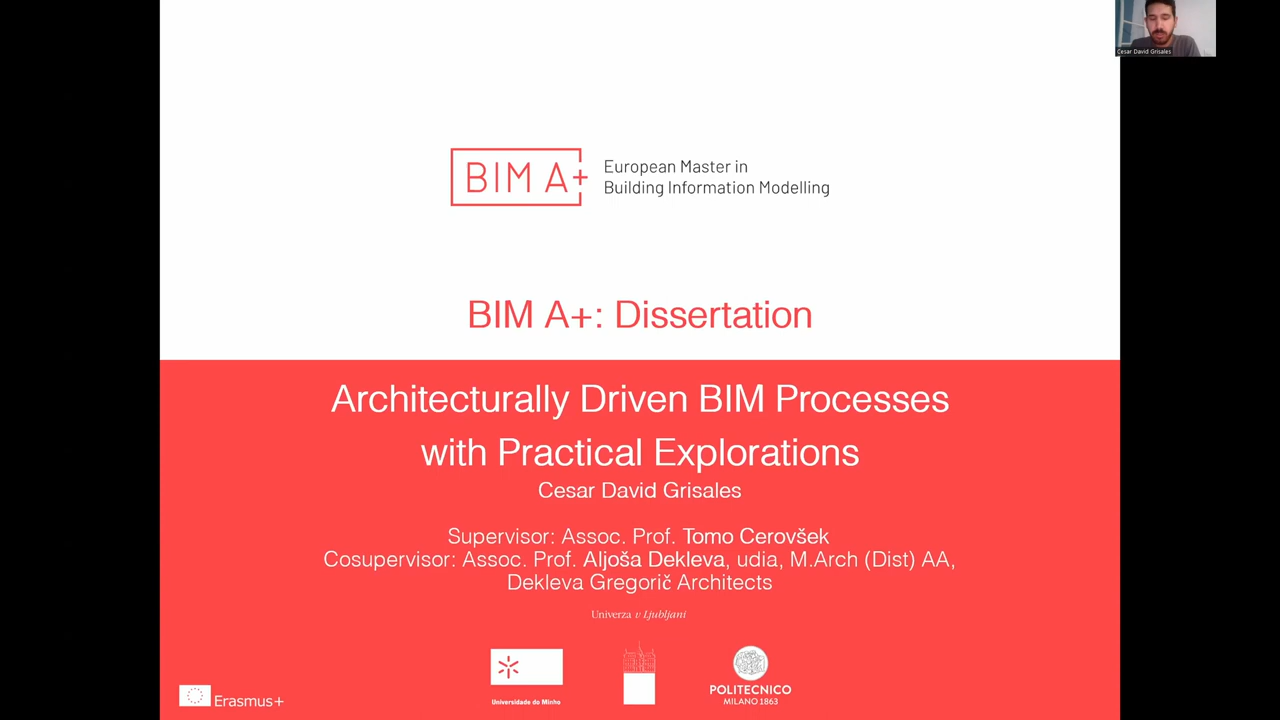 Cesar David Grisales
BIM A+
European Master in
Building Information Modelling
BIM A+: Dissertation
Architecturally Driven BIM Processes
with Practical Explorations
Cesar David Grisales
Supervisor: Assoc. Prof. Tomo Cerovšek
Cosupervisor: Assoc. Prof. Aljoša Dekleva, udia, M.Arch (Dist) AA,
Dekleva Gregorič Architects
Univerza v Ljubljani
Erasmus+
Universidade do Minho
POLITECNICO
MILANO 1863